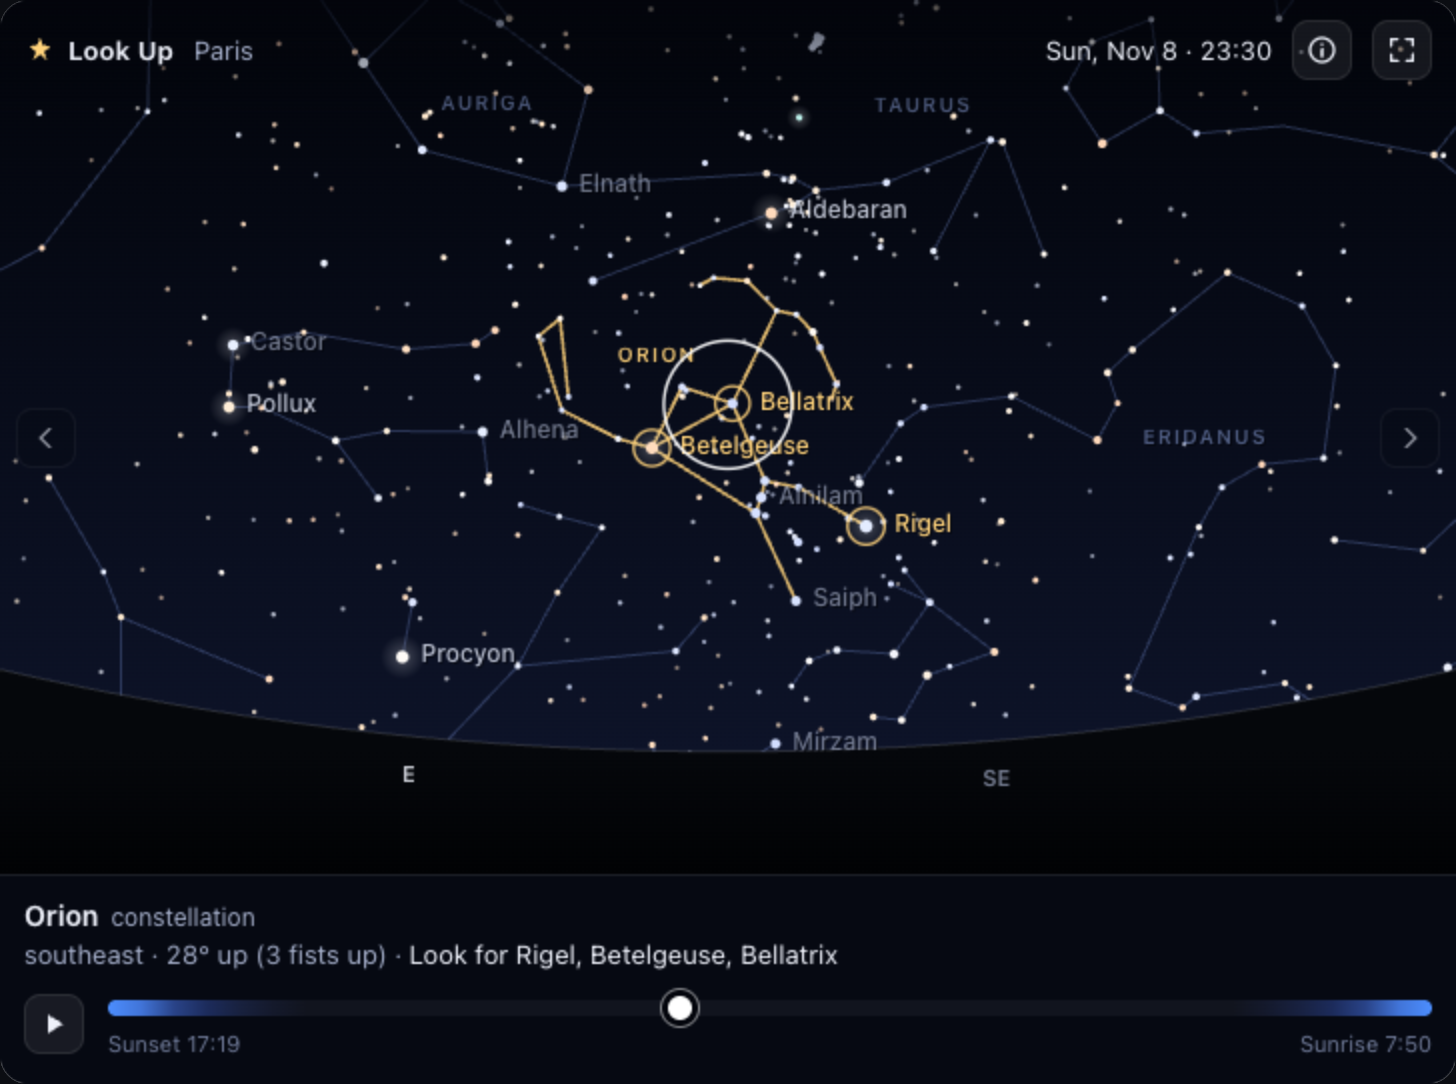 Look Up Paris
Sun, Nov 8 · 23:30
AURIGA
TAURUS
Elnath
Aldebaran
Castor
ORION
Pollux
Bellatrix
Alhena
Betelgeuse
ERIDANUS
Alnilam
Rigel
Saiph
Procyon
Mirzam
E
SE
Orion constellation
southeast · 28° up (3 fists up) · Look for Rigel, Betelgeuse, Bellatrix
Sunset 17:19
Sunrise 7:50